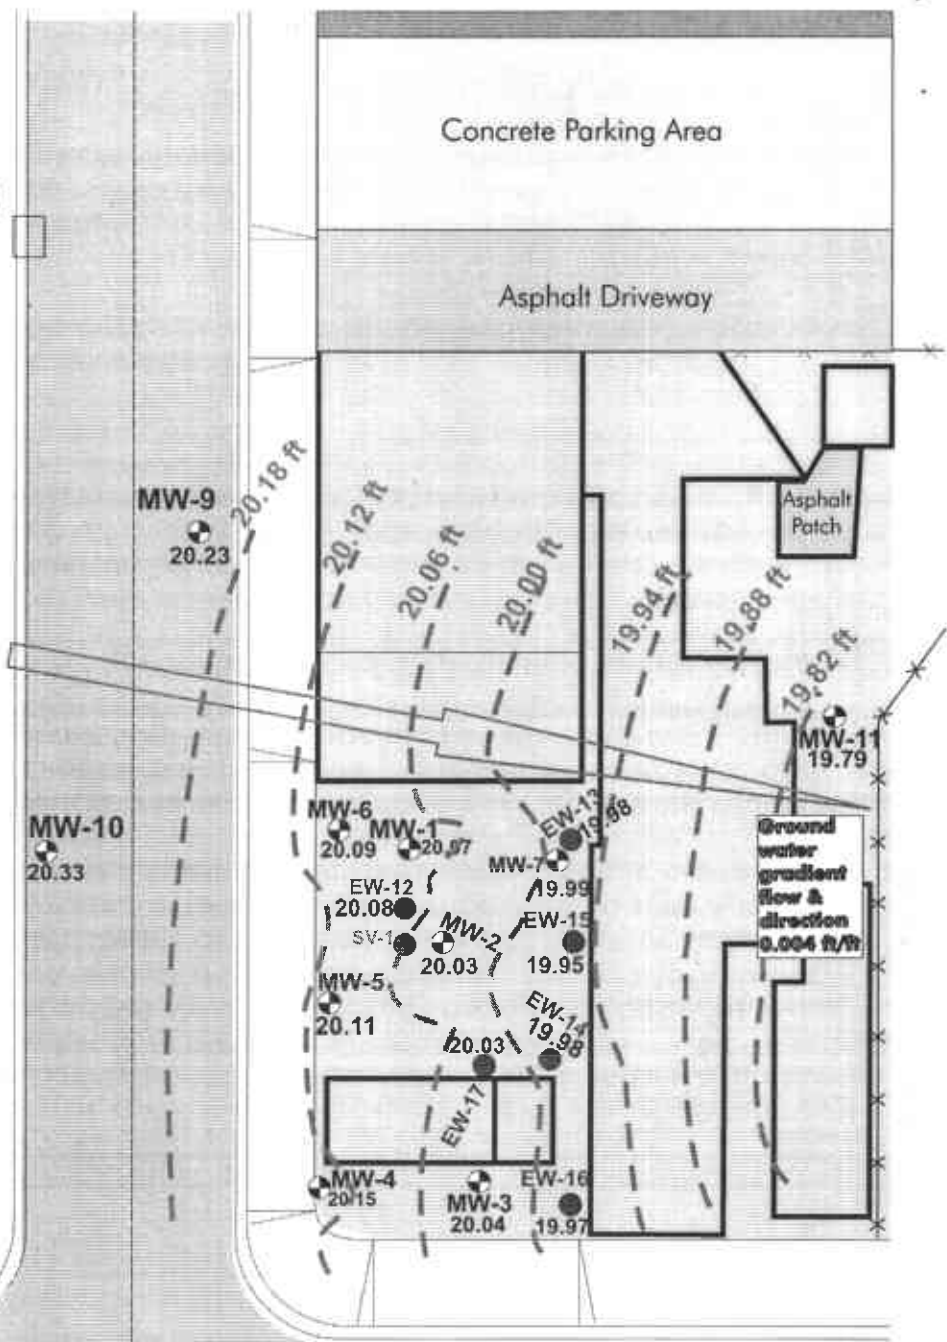 Concrete Parking Area
Asphalt Driveway
MW-9
20.23
20.18 ft
20.12 ft
20.06 ft
20.00 ft
19.94 ft
19.88 ft
19.82 ft
Asphalt
Patch
MW-11
19.79
MW-10
20.33
MW-6
20.09
MW-1
20.07
EW-13
19.98
MW-7
19.99
EW-12
20.08
SV-1
MW-2
20.03
EW-15
19.95
MW-5
20.11
EW-14
19.98
20.03
EW-17
MW-4
20.15
MW-3
20.04
EW-16
19.97
Ground
water
gradient
flow &
direction
0.004 ft/ft